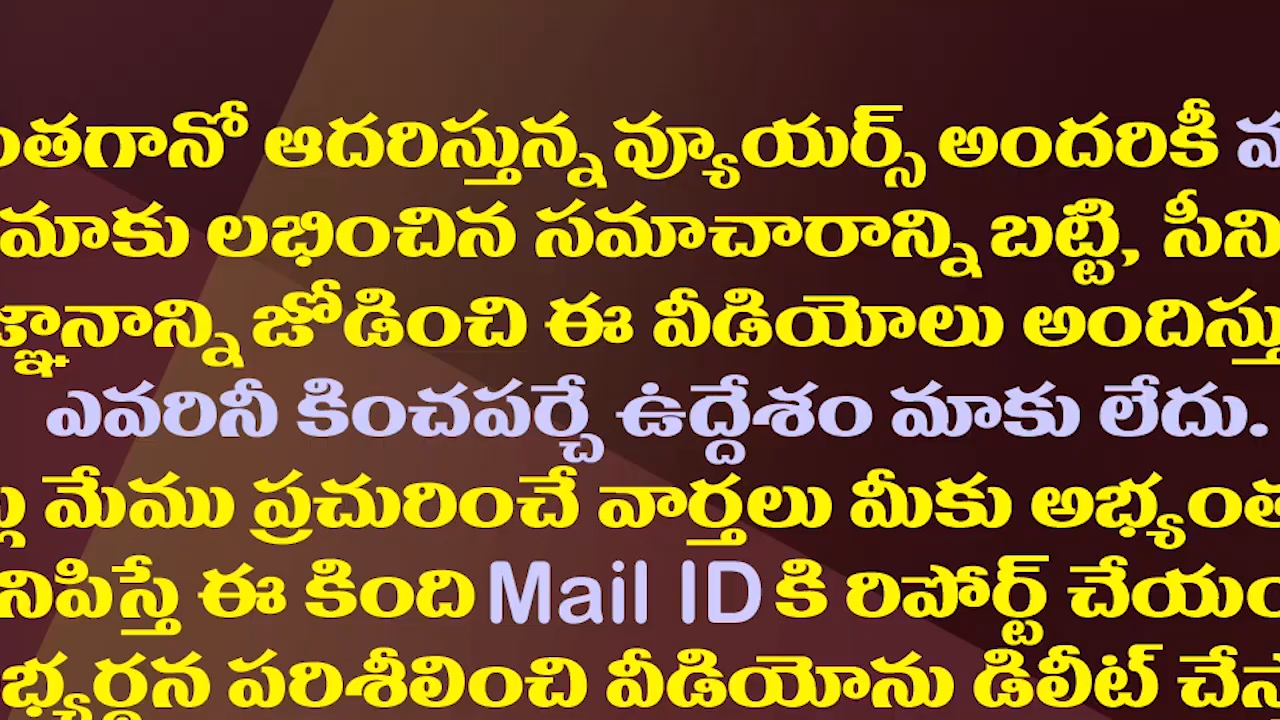 ంతగానో ఆదరిస్తున్న వ్యూయర్స్ అందరికీ
మాకు లభించిన సమాచారాన్ని బట్టి, సీని
జ్ఞానాన్ని జోడించి ఈ వీడియోలు అందిస్తు
ఎవరినీ కించపర్చే ఉద్దేశం మాకు లేదు.
మేము ప్రచురించే వార్తలు మీకు అభ్యంత
నిపిస్తే ఈ కింది Mail ID కి రిపోర్ట్ చేయం
భ్యర్థన పరిశీలించి వీడియోను డిలీట్ చేస